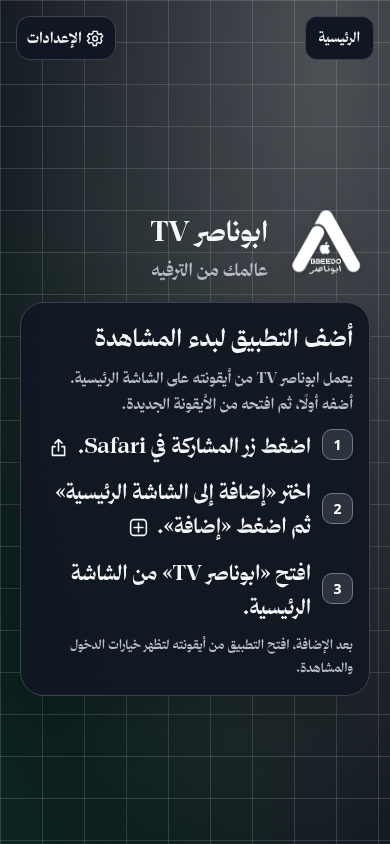 الرئيسية
الإعدادات
BBEEDO
ابوناصر
ابوناصر TV
عالمك من الترفيه
أضف التطبيق لبدء المشاهدة
يعمل ابوناصر TV من أيقونته على الشاشة الرئيسية.
أضفه أولًا، ثم افتحه من الأيقونة الجديدة.
1 اضغط زر المشاركة في Safari.
2 اختر «إضافة إلى الشاشة الرئيسية»
ثم اضغط «إضافة».
3 افتح «ابوناصر TV» من الشاشة
الرئيسية.
بعد الإضافة، افتح التطبيق من أيقونته لتظهر خيارات الدخول
والمشاهدة.